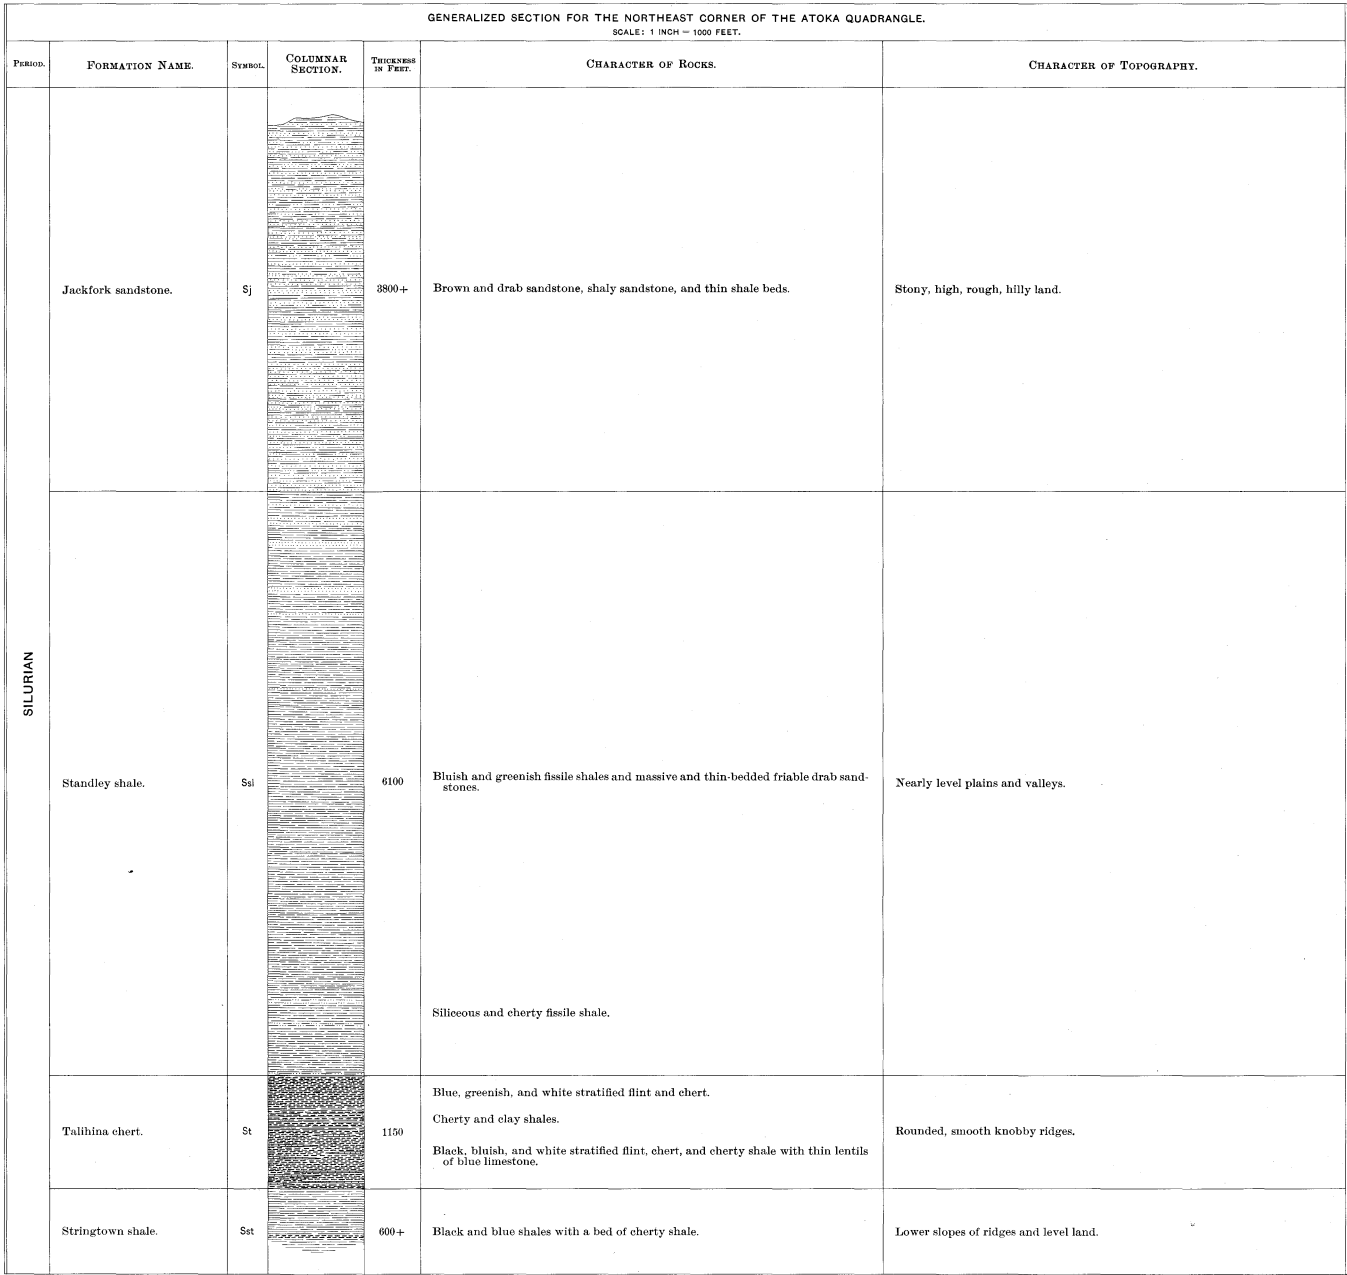 GENERALIZED SECTION FOR THE NORTHEAST CORNER OF THE ATOKA QUADRANGLE.
SCALE: 1 INCH = 1000 FEET.
PERIOD.
FORMATION NAME.
SYMBOL.
COLUMNAR
SECTION.
THICKNESS
IN FEET.
CHARACTER OF ROCKS.
CHARACTER OF TOPOGRAPHY.
SILURIAN
Jackfork sandstone.
Sj
3800+
Brown and drab sandstone, shaly sandstone, and thin shale beds.
Stony, high, rough, hilly land.
Standley shale.
Ssl
6100
Bluish and greenish fissile shales and massive and thin-bedded friable drab sand-
stones.
Nearly level plains and valleys.
Siliceous and cherty fissile shale.
Talihina chert.
St
1150
Blue, greenish, and white stratified flint and chert.
Cherty and clay shales.
Black, bluish, and white stratified flint, chert, and cherty shale with thin lentils
of blue limestone.
Rounded, smooth knobby ridges.
Stringtown shale.
Sst
600+
Black and blue shales with a bed of cherty shale.
Lower slopes of ridges and level land.